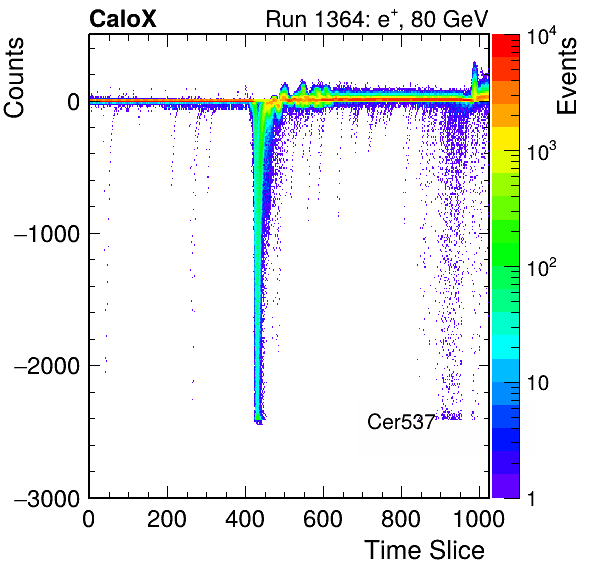 CaloX Run 1364: e⁺, 80 GeV
Counts
Events
0
−1000
−2000
−3000
0 200 400 600 800 1000
Time Slice
Cer537
10⁴
10³
10²
10
1